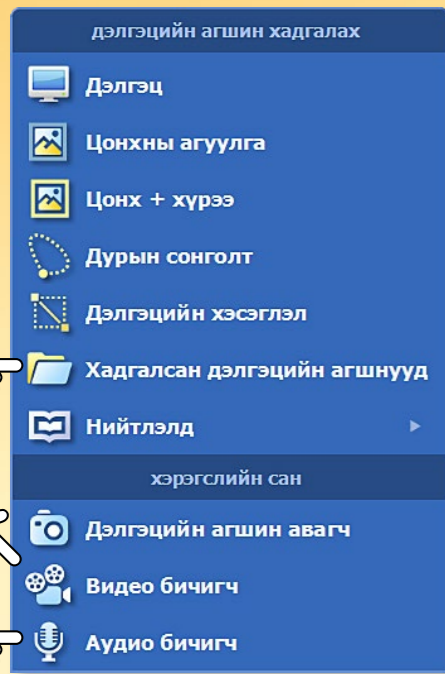 дэлгэцийн агшин хадгалах
Дэлгэц
Цонхны агуулга
Цонх + хүрээ
Дурын сонголт
Дэлгэцийн хэсэглэл
Хадгалсан дэлгэцийн агшнууд
Нийтлэлд
хэрэгслийн сан
Дэлгэцийн агшин авагч
Видео бичигч
Аудио бичигч